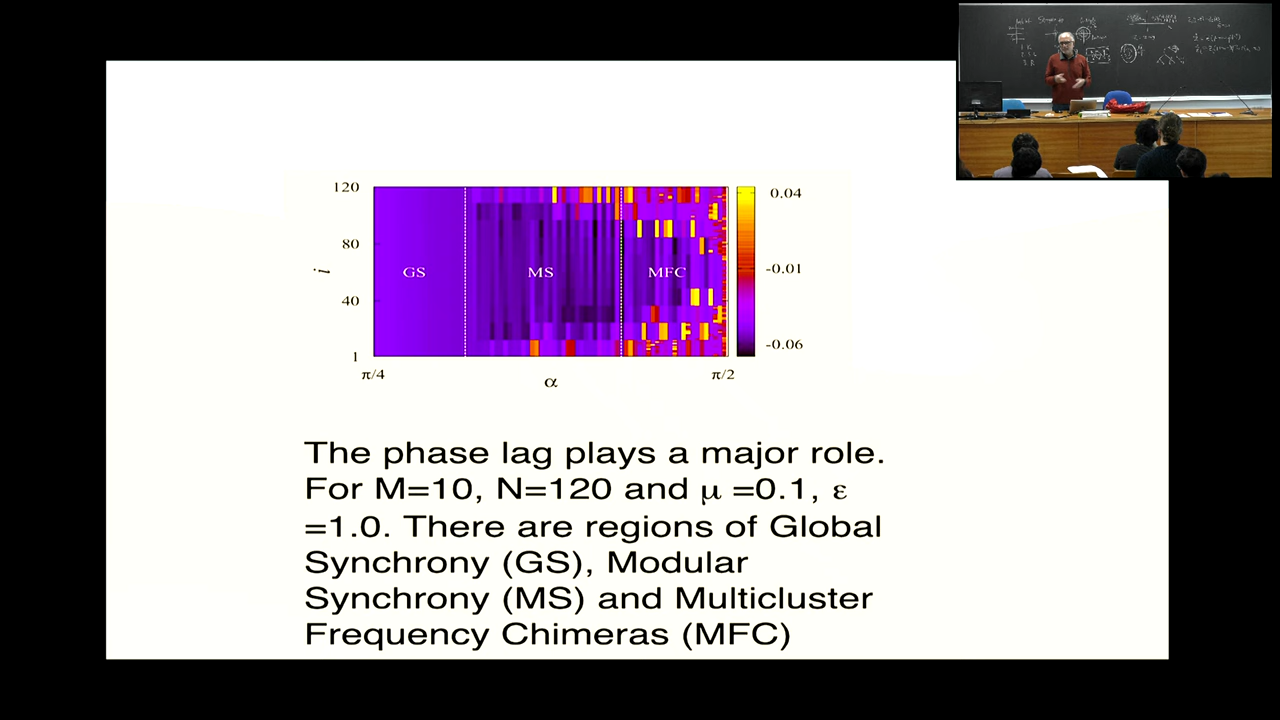 120
80
40
1
i
GS
MS
MFC
0.04
-0.01
-0.06
π/4
α
π/2
The phase lag plays a major role.
For M=10, N=120 and μ =0.1, ε
=1.0. There are regions of Global
Synchrony (GS), Modular
Synchrony (MS) and Multicluster
Frequency Chimeras (MFC)